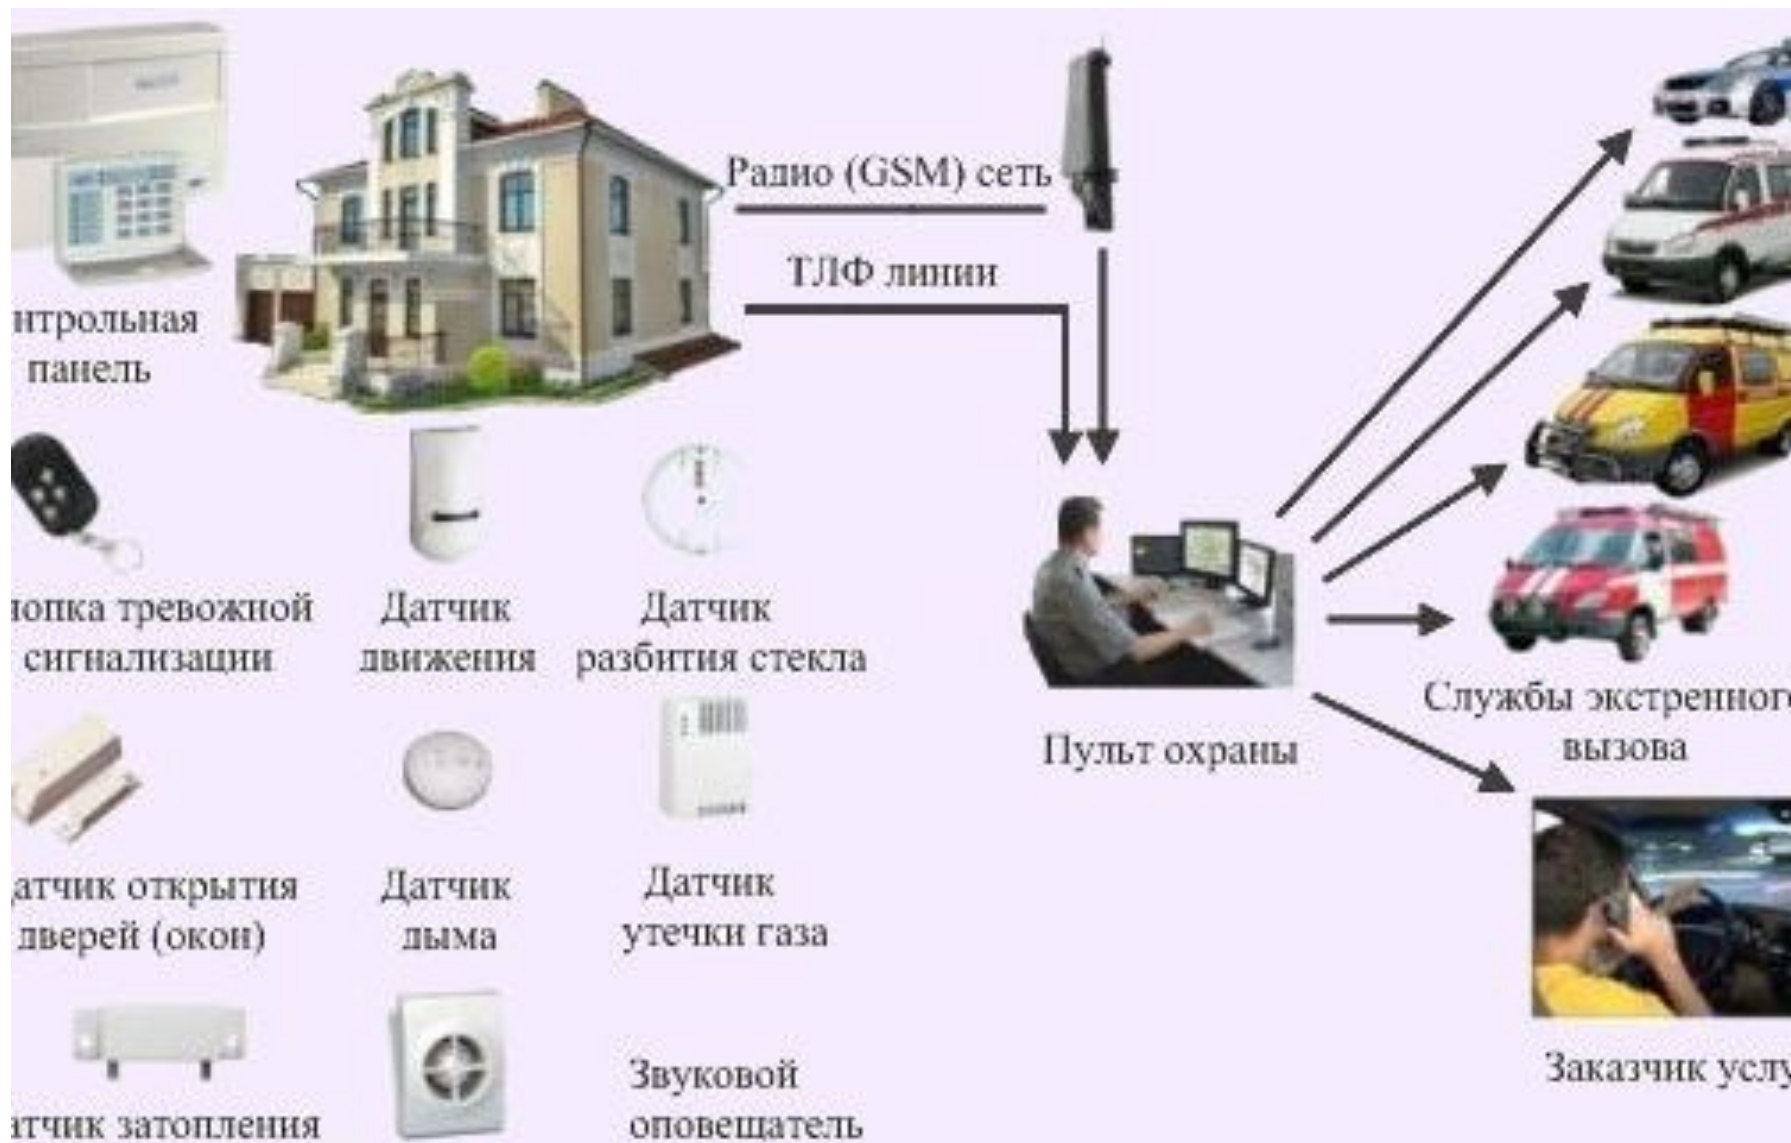 Радио (GSM) сеть
ТЛФ линии
нтрольная
панель
нопка тревожной
сигнализации
Датчик
движения
Датчик
разбития стекла
Пульт охраны
Службы экстренного
вызова
атчик открытия
дверей (окон)
Датчик
дыма
Датчик
утечки газа
Заказчик услу
атчик затопления
Звуковой
оповещатель